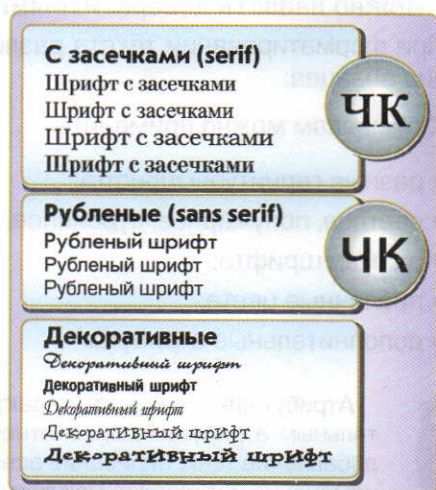 С засечками (serif)
Шрифт с засечками
Шрифт с засечками
Шрифт с засечками
Шрифт с засечками
ЧК
Рубленые (sans serif)
Рубленый шрифт
Рубленый шрифт
Рубленый шрифт
ЧК
Декоративные
Декоративный шрифт
Декоративный шрифт
Декоративный шрифт
ДекоратИВНЫй шрИфт
ДекоратИВНЫй шрИфт